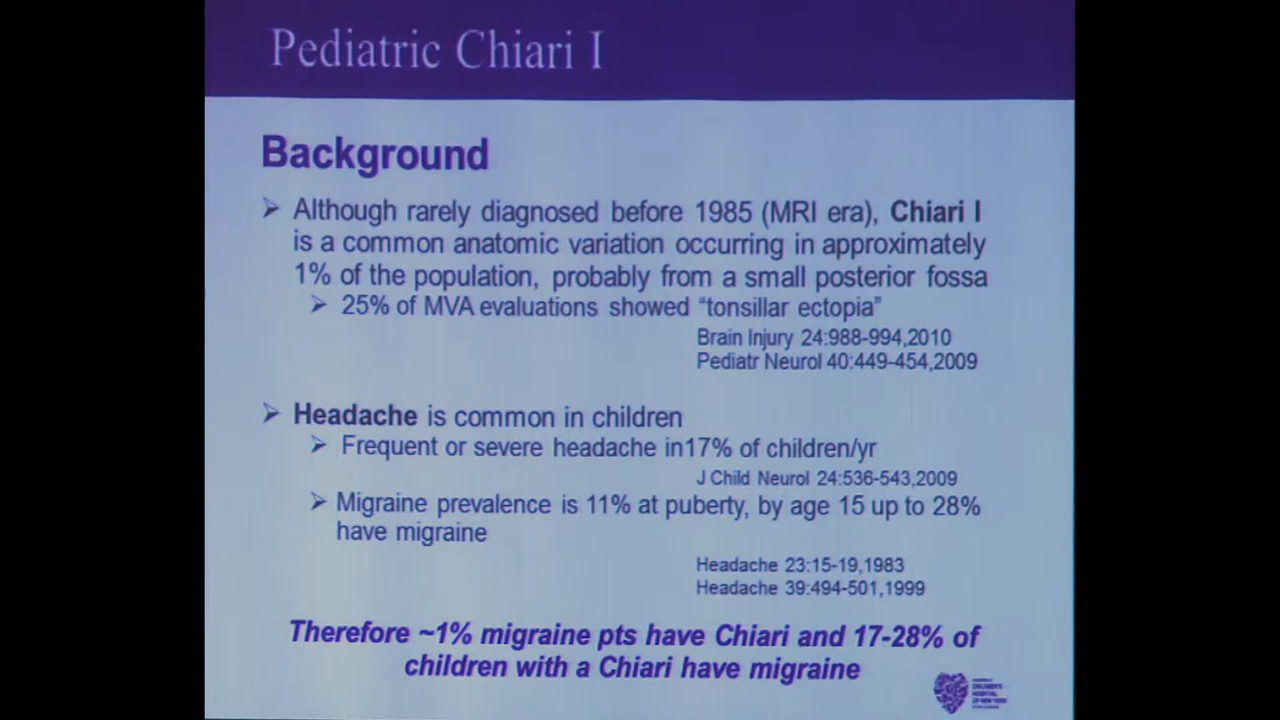 Pediatric Chiari I
Background
Although rarely diagnosed before 1985 (MRI era), Chiari I
is a common anatomic variation occurring in approximately
1% of the population, probably from a small posterior fossa
25% of MVA evaluations showed “tonsillar ectopia”
Brain Injury 24:988-994,2010
Pediatr Neurol 40:449-454,2009
Headache is common in children
Frequent or severe headache in17% of children/yr
J Child Neurol 24:536-543,2009
Migraine prevalence is 11% at puberty, by age 15 up to 28%
have migraine
Headache 23:15-19,1983
Headache 39:494-501,1999
Therefore ~1% migraine pts have Chiari and 17-28% of
children with a Chiari have migraine
CHILDREN'S
HOSPITAL
OF NEW YORK